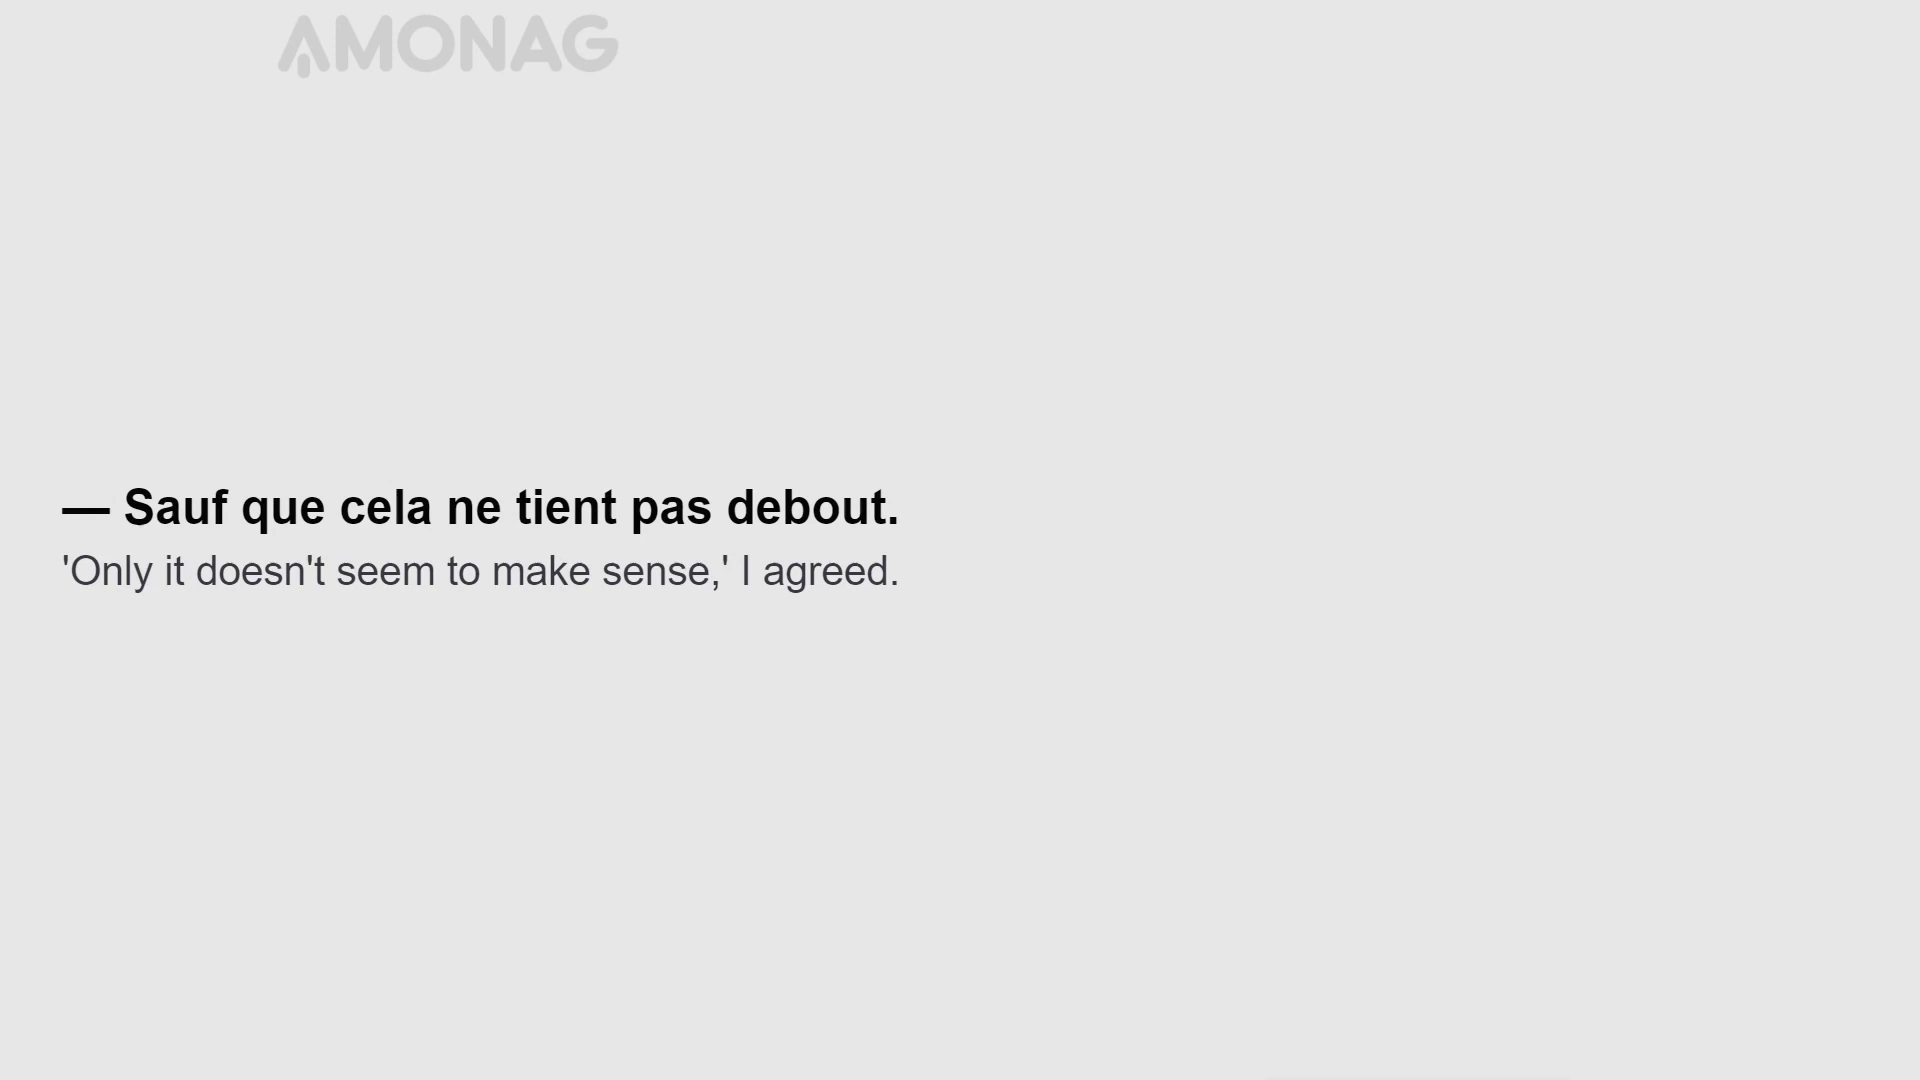 AMONAG
— Sauf que cela ne tient pas debout.
'Only it doesn't seem to make sense,' I agreed.